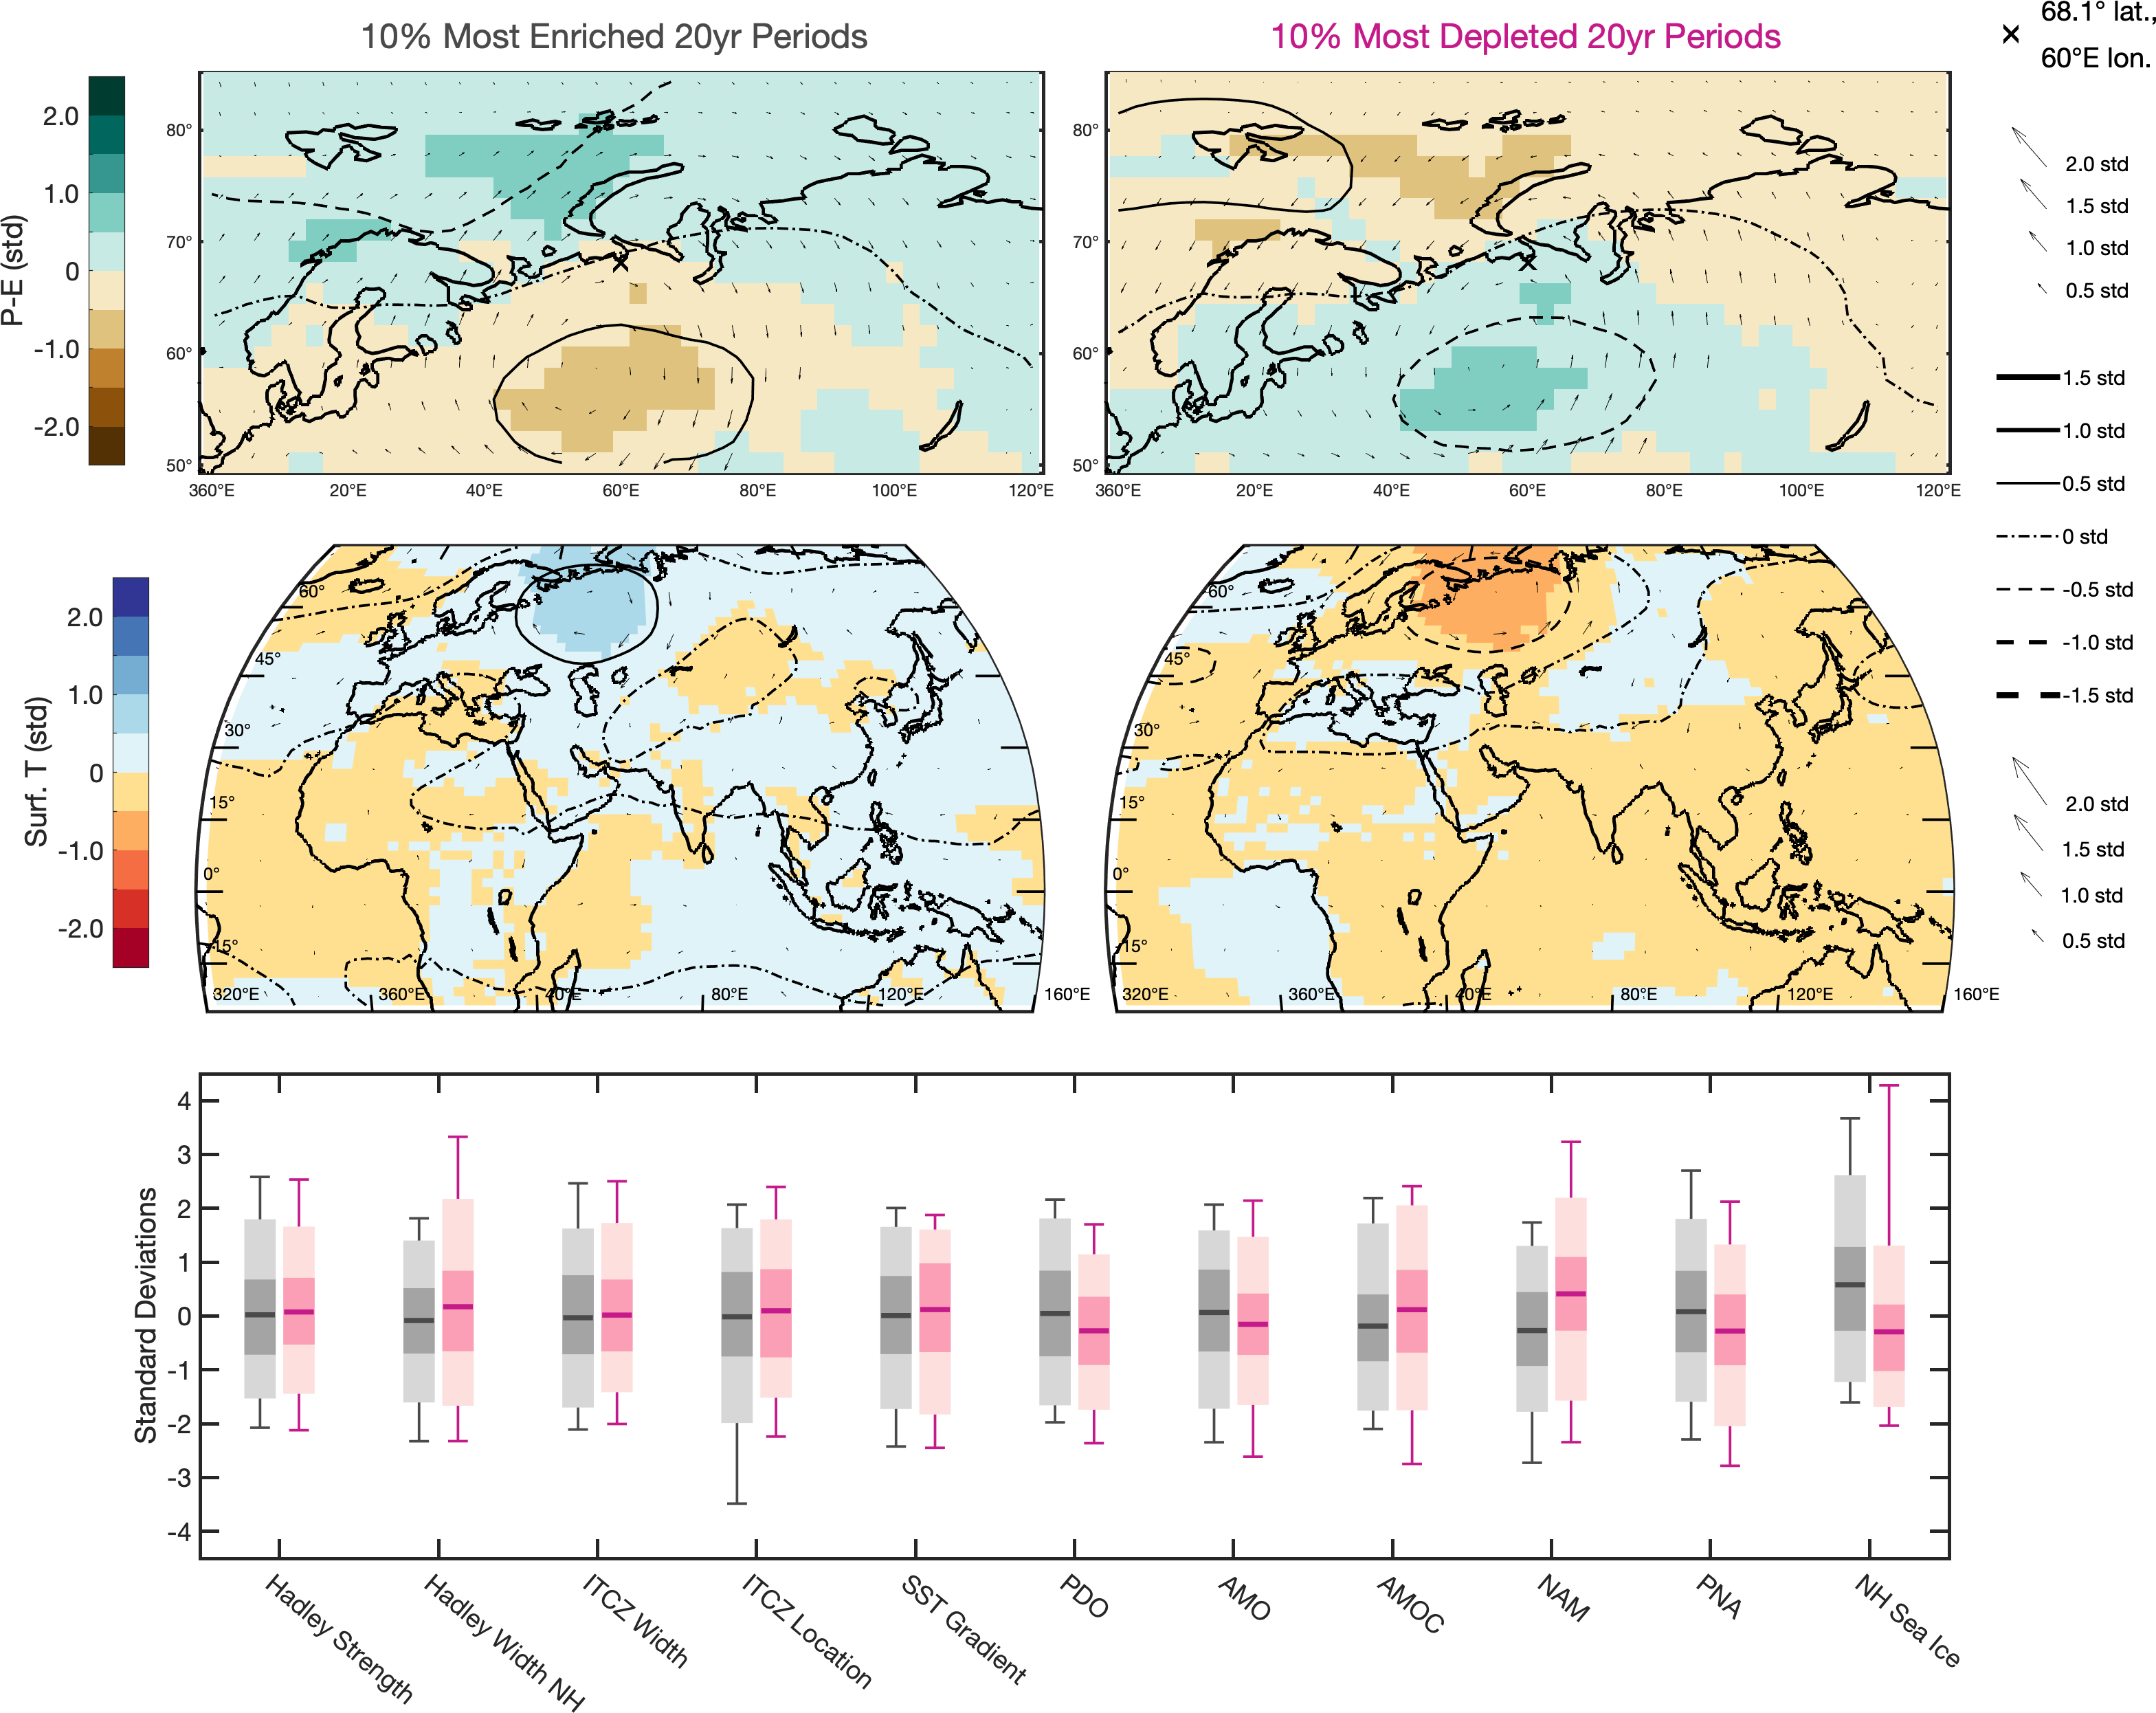 10% Most Enriched 20yr Periods
10% Most Depleted 20yr Periods
68.1° lat.,
60°E lon.
P-E (std)
2.0
1.0
0
-1.0
-2.0
80°
70°
60°
50°
360°E 20°E 40°E 60°E 80°E 100°E 120°E
80°
70°
60°
50°
360°E 20°E 40°E 60°E 80°E 100°E 120°E
2.0 std
1.5 std
1.0 std
0.5 std
1.5 std
1.0 std
0.5 std
0 std
-0.5 std
-1.0 std
-1.5 std
Surf. T (std)
2.0
1.0
0
-1.0
-2.0
60°
45°
30°
15°
0°
-15°
320°E 360°E 40°E 80°E 120°E 160°E
60°
45°
30°
15°
0°
-15°
320°E 360°E 40°E 80°E 120°E 160°E
2.0 std
1.5 std
1.0 std
0.5 std
Standard Deviations
4
3
2
1
0
-1
-2
-3
-4
Hadley Strength
Hadley Width NH
ITCZ Width
ITCZ Location
SST Gradient
PDO
AMO
AMOC
NAM
PNA
NH Sea Ice